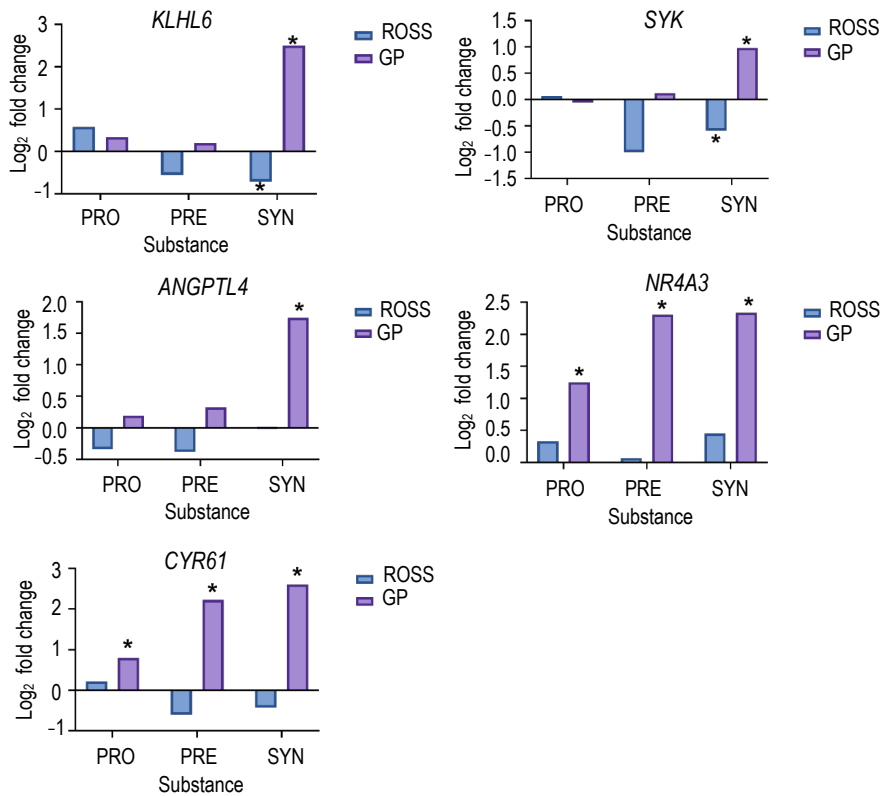 KLHL6
Log₂ fold change
3
2
1
0
−1
*
*
PRO PRE SYN
Substance
ROSS
GP
SYK
Log₂ fold change
1.5
1.0
0.5
0.0
−0.5
−1.0
−1.5
*
*
PRO PRE SYN
Substance
ROSS
GP
ANGPTL4
Log₂ fold change
2.0
1.5
1.0
0.5
0.0
−0.5
*
PRO PRE SYN
Substance
ROSS
GP
NR4A3
Log₂ fold change
2.5
2.0
1.5
1.0
0.5
0.0
* * *
PRO PRE SYN
Substance
ROSS
GP
CYR61
Log₂ fold change
3
2
1
0
−1
* * *
PRO PRE SYN
Substance
ROSS
GP